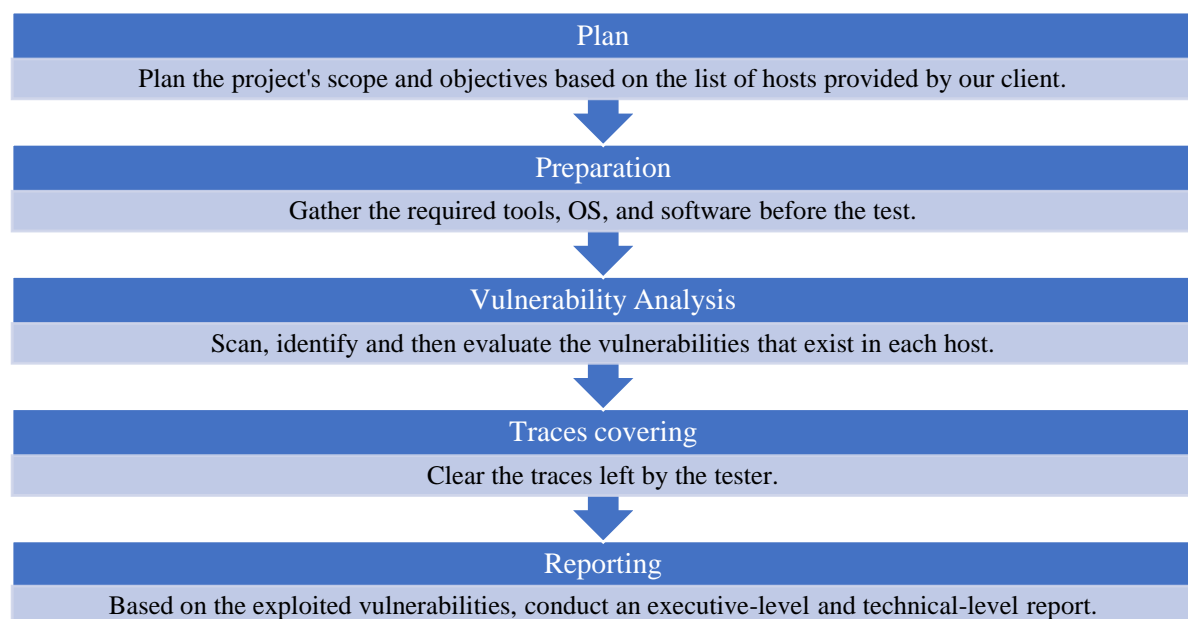 Plan
Plan the project's scope and objectives based on the list of hosts provided by our client.
Preparation
Gather the required tools, OS, and software before the test.
Vulnerability Analysis
Scan, identify and then evaluate the vulnerabilities that exist in each host.
Traces covering
Clear the traces left by the tester.
Reporting
Based on the exploited vulnerabilities, conduct an executive-level and technical-level report.